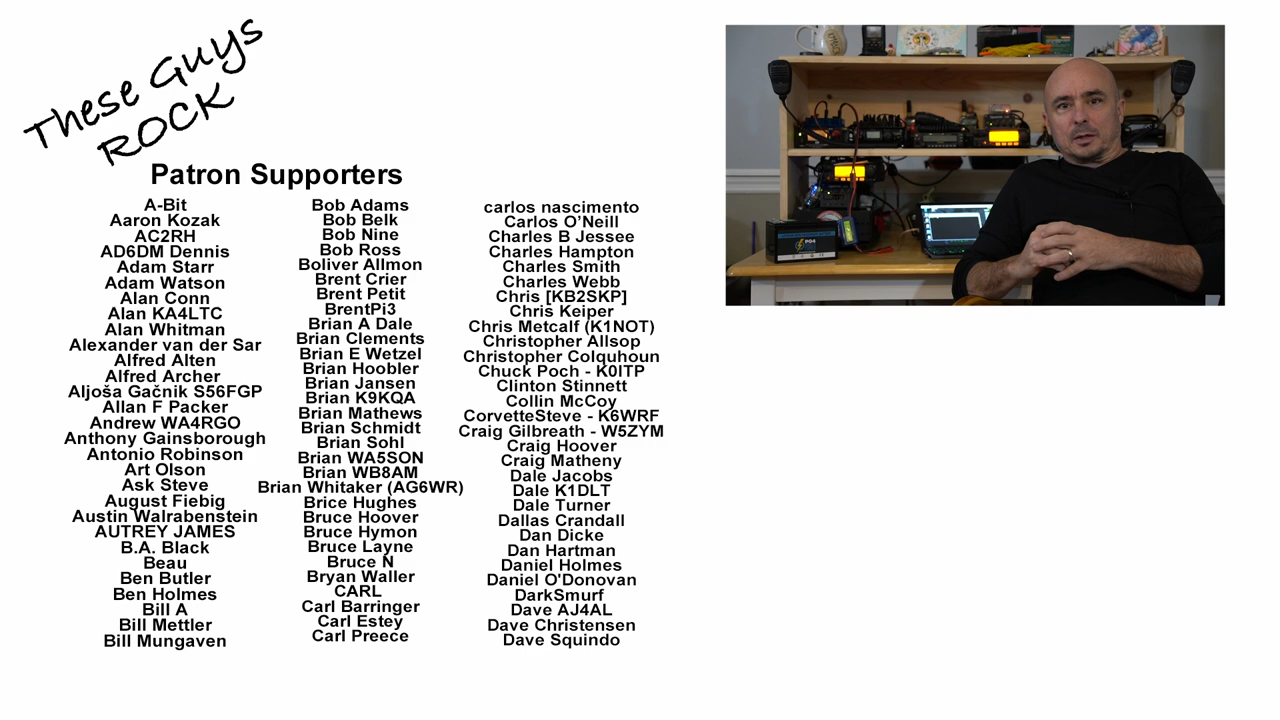 These Guys
ROCK
Patron Supporters
A-Bit
Aaron Kozak
AC2RH
AD6DM Dennis
Adam Starr
Adam Watson
Alan Conn
Alan KA4LTC
Alan Whitman
Alexander van der Sar
Alfred Alten
Alfred Archer
Aljoša Gačnik S56FGP
Allan F Packer
Andrew WA4RGO
Anthony Gainsborough
Antonio Robinson
Art Olson
Ask Steve
August Fiebig
Austin Walrabenstein
AUTREY JAMES
B.A. Black
Beau
Ben Butler
Ben Holmes
Bill A
Bill Mettler
Bill Mungaven
Bob Adams
Bob Belk
Bob Nine
Bob Ross
Boliver Allmon
Brent Crier
Brent Petit
BrentPi3
Brian A Dale
Brian Clements
Brian E Wetzel
Brian Hoobler
Brian Jansen
Brian K9KQA
Brian Mathews
Brian Schmidt
Brian Sohl
Brian WA5SON
Brian WB8AM
Brian Whitaker (AG6WR)
Brice Hughes
Bruce Hoover
Bruce Hymon
Bruce Layne
Bruce N
Bryan Waller
CARL
Carl Barringer
Carl Estey
Carl Preece
carlos nascimento
Carlos O’Neill
Charles B Jessee
Charles Hampton
Charles Smith
Charles Webb
Chris [KB2SKP]
Chris Keiper
Chris Metcalf (K1NOT)
Christopher Allsop
Christopher Colquhoun
Chuck Poch - K0ITP
Clinton Stinnett
Collin McCoy
CorvetteSteve - K6WRF
Craig Gilbreath - W5ZYM
Craig Hoover
Craig Matheny
Dale Jacobs
Dale K1DLT
Dale Turner
Dallas Crandall
Dan Dicke
Dan Hartman
Daniel Holmes
Daniel O'Donovan
DarkSmurf
Dave AJ4AL
Dave Christensen
Dave Squindo